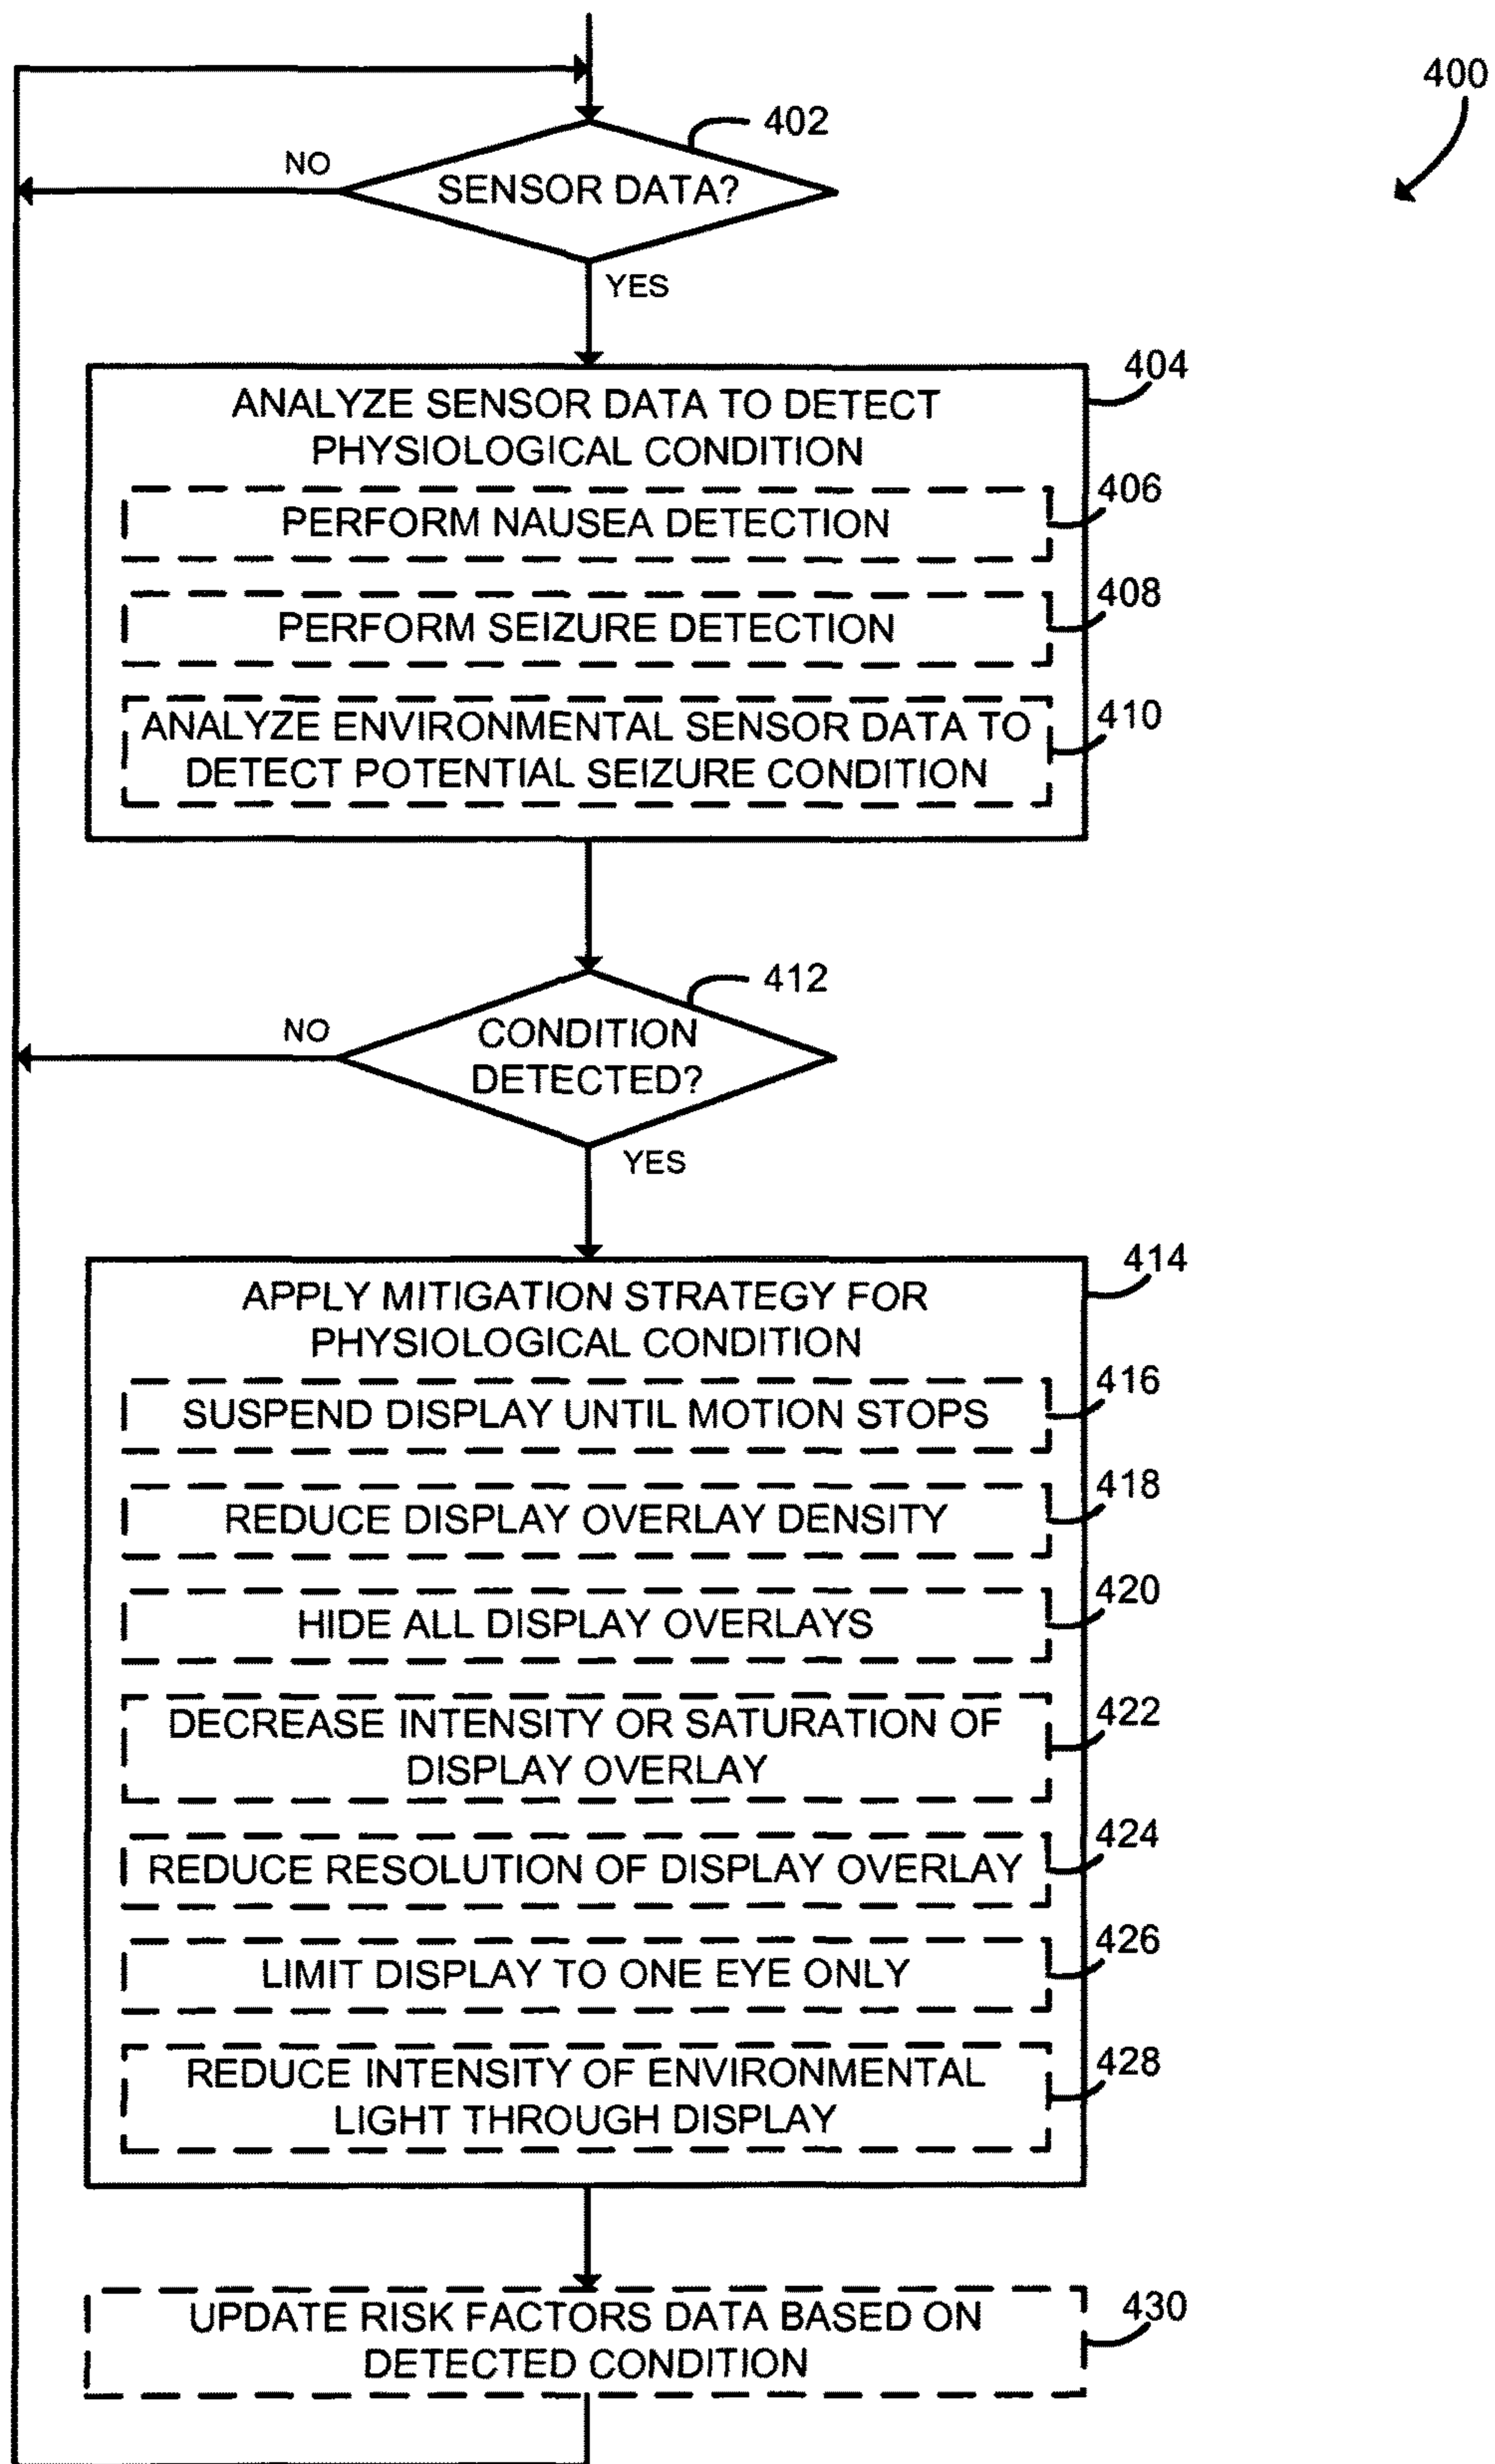 400
402
NO
SENSOR DATA?
YES
404
ANALYZE SENSOR DATA TO DETECT
PHYSIOLOGICAL CONDITION
406
PERFORM NAUSEA DETECTION
408
PERFORM SEIZURE DETECTION
410
ANALYZE ENVIRONMENTAL SENSOR DATA TO
DETECT POTENTIAL SEIZURE CONDITION
412
NO
CONDITION
DETECTED?
YES
414
APPLY MITIGATION STRATEGY FOR
PHYSIOLOGICAL CONDITION
416
SUSPEND DISPLAY UNTIL MOTION STOPS
418
REDUCE DISPLAY OVERLAY DENSITY
420
HIDE ALL DISPLAY OVERLAYS
422
DECREASE INTENSITY OR SATURATION OF
DISPLAY OVERLAY
424
REDUCE RESOLUTION OF DISPLAY OVERLAY
426
LIMIT DISPLAY TO ONE EYE ONLY
428
REDUCE INTENSITY OF ENVIRONMENTAL
LIGHT THROUGH DISPLAY
430
UPDATE RISK FACTORS DATA BASED ON
DETECTED CONDITION